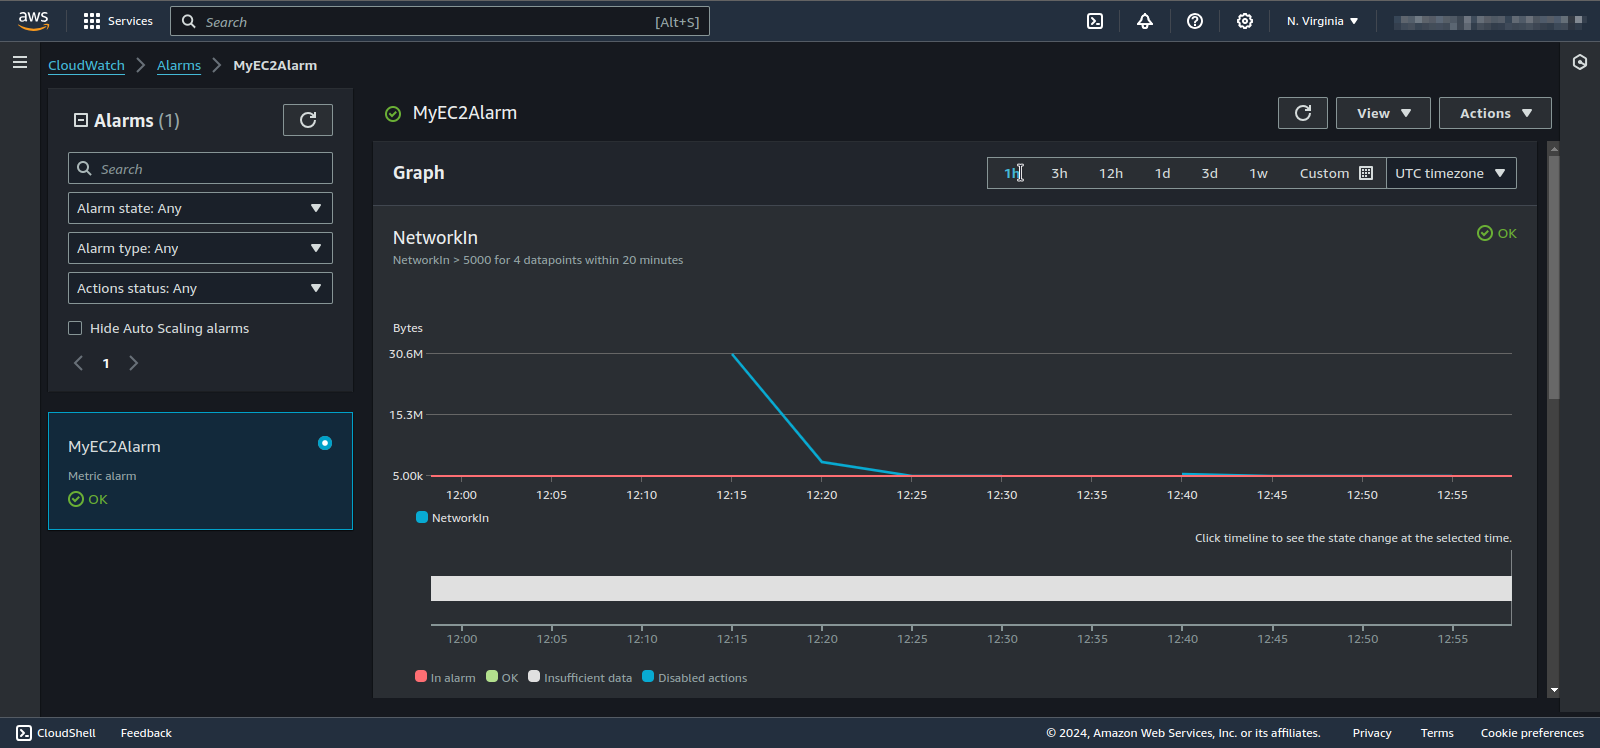 aws
Services
Search [Alt+S]
N. Virginia
CloudWatch
Alarms
MyEC2Alarm
Alarms (1)
Search
Alarm state: Any
Alarm type: Any
Actions status: Any
Hide Auto Scaling alarms
1
MyEC2Alarm
Metric alarm
OK
MyEC2Alarm
View
Actions
Graph
1h 3h 12h 1d 3d 1w Custom UTC timezone
NetworkIn
OK
NetworkIn > 5000 for 4 datapoints within 20 minutes
Bytes
30.6M
15.3M
5.00k
12:00 12:05 12:10 12:15 12:20 12:25 12:30 12:35 12:40 12:45 12:50 12:55
NetworkIn
Click timeline to see the state change at the selected time.
12:00 12:05 12:10 12:15 12:20 12:25 12:30 12:35 12:40 12:45 12:50 12:55
In alarm OK Insufficient data Disabled actions
CloudShell Feedback © 2024, Amazon Web Services, Inc. or its affiliates. Privacy Terms Cookie preferences